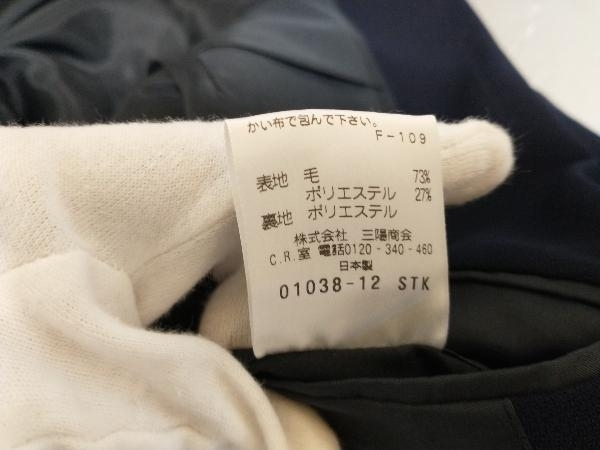 かい布で包んで下さい。
F-109
表地 毛 73%
ポリエステル 27%
裏地 ポリエステル
株式会社 三陽商会
C.R.室 電話0120-340-460
日本製
01038-12 STK